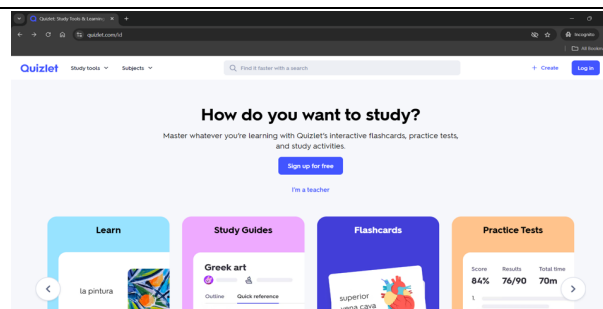 Quizlet: Study Tools & Learning
quizlet.com/
Incognito
All Bookm
Quizlet
Study tools
Subjects
Find it faster with a search
+ Create
Log in
How do you want to study?
Master whatever you're learning with Quizlet's interactive flashcards, practice tests,
and study activities.
Sign up for free
I'm a teacher
Learn
Study Guides
Flashcards
Practice Tests
Greek art
Outline
Quick reference
la pintura
superior
vena cava
Score
Results
Total time
84%
76/90
70m
1.